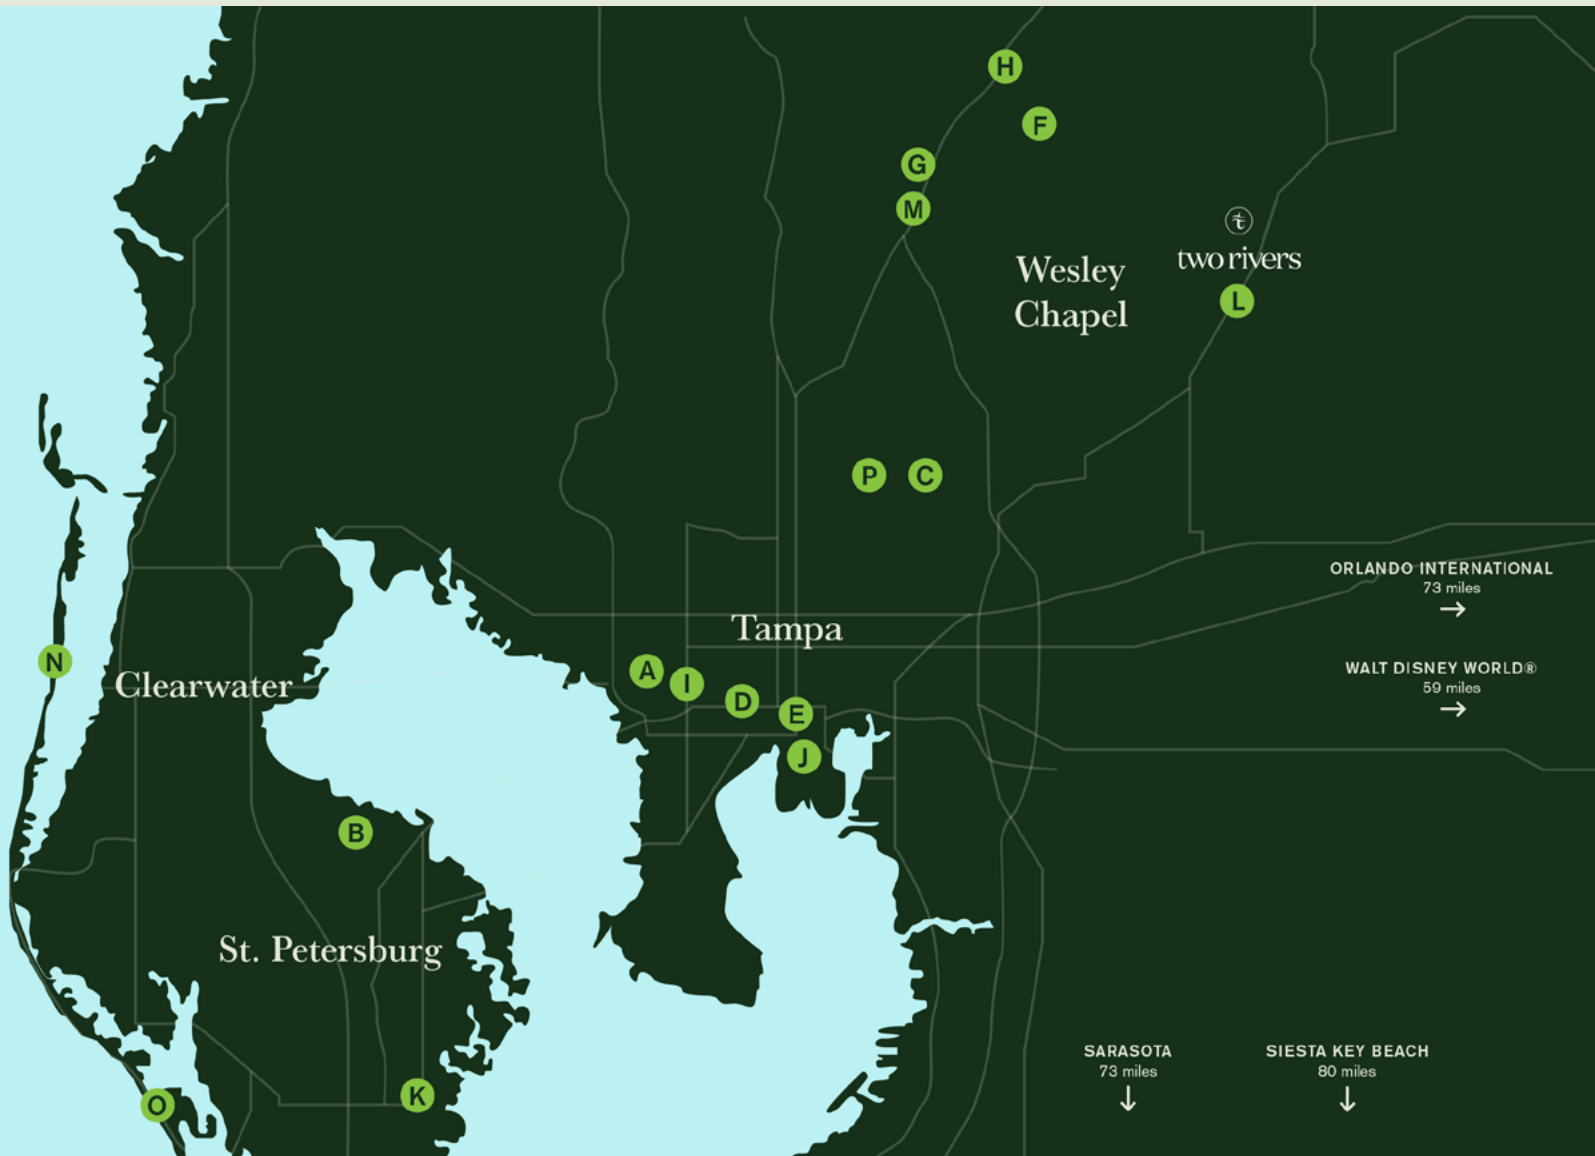 H
F
G
M
two rivers
Wesley
Chapel
L
P
C
ORLANDO INTERNATIONAL
73 miles
Tampa
N
A
I
Clearwater
D
E
WALT DISNEY WORLD®
59 miles
J
B
St. Petersburg
SARASOTA
73 miles
SIESTA KEY BEACH
80 miles
K
O